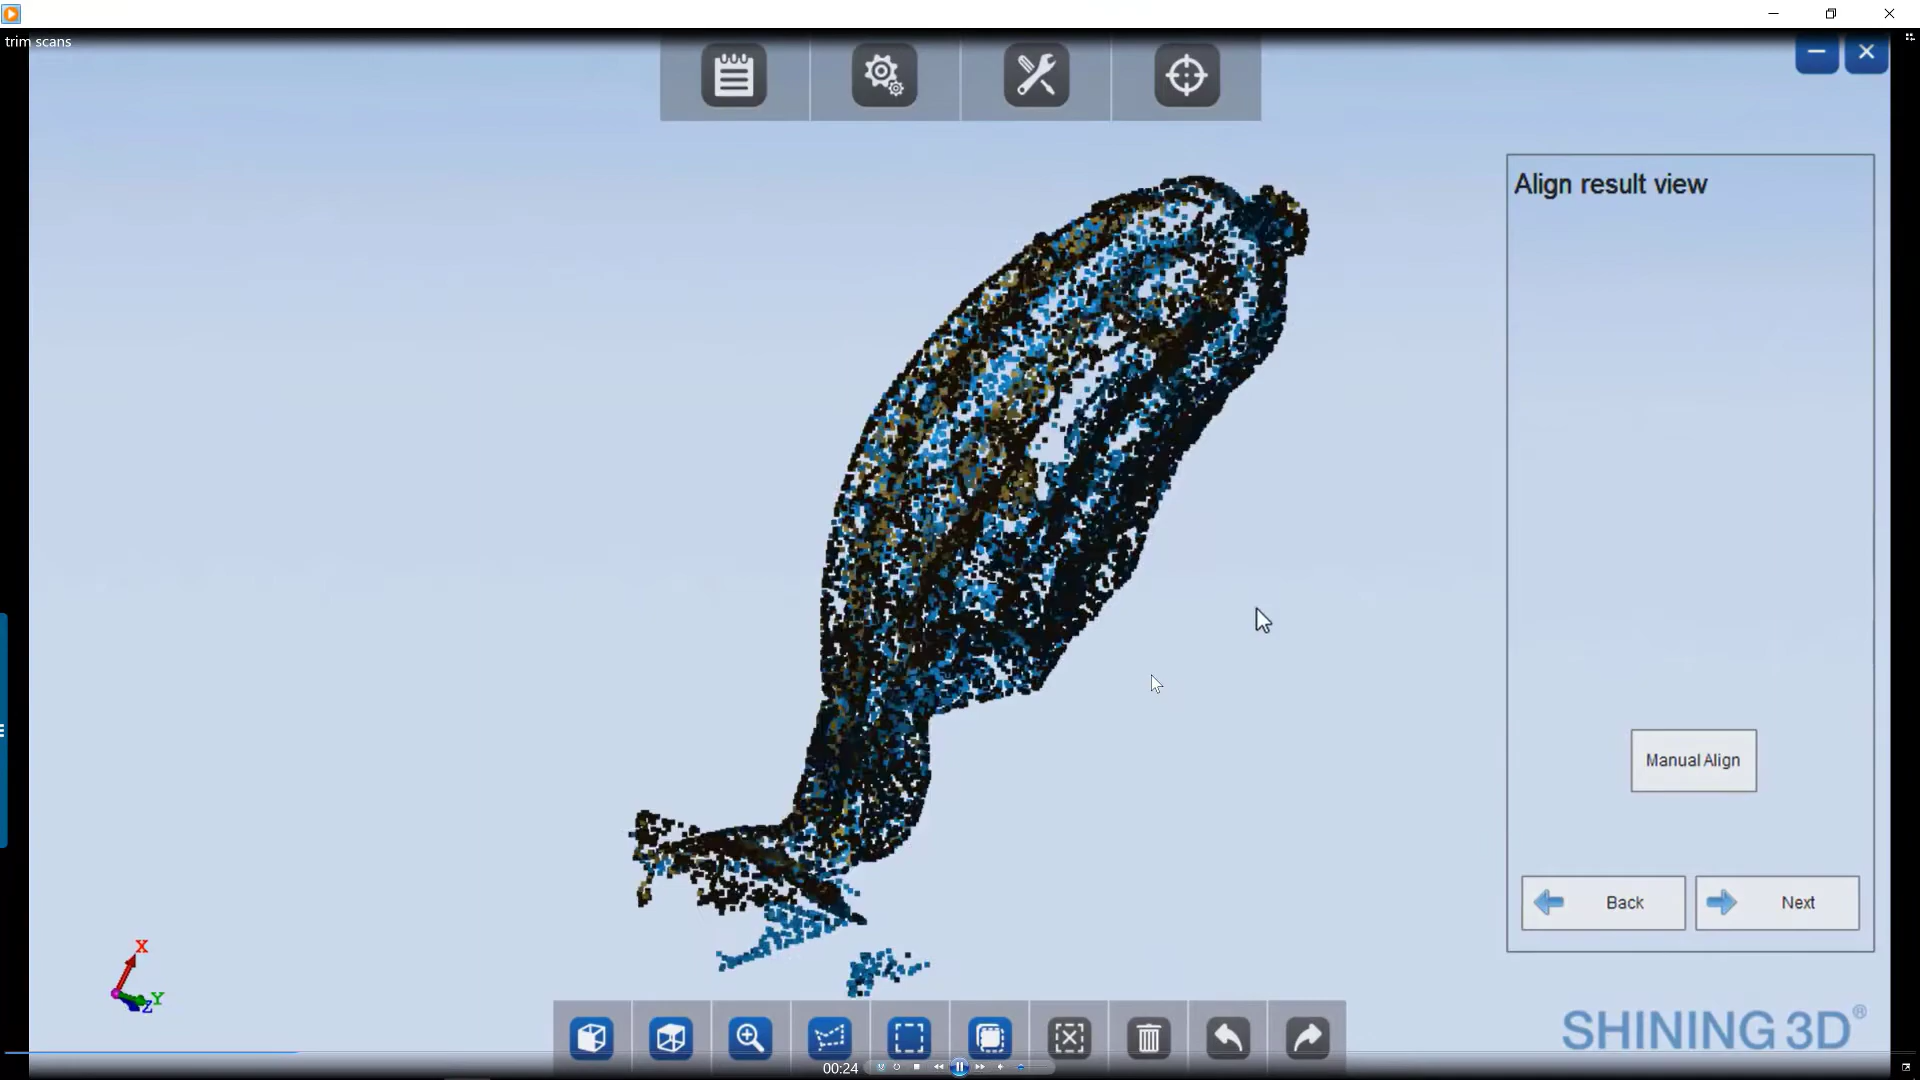 trim scans
Align result view
Manual Align
Back
Next
X
Y
Z
SHINING 3D®
00:24